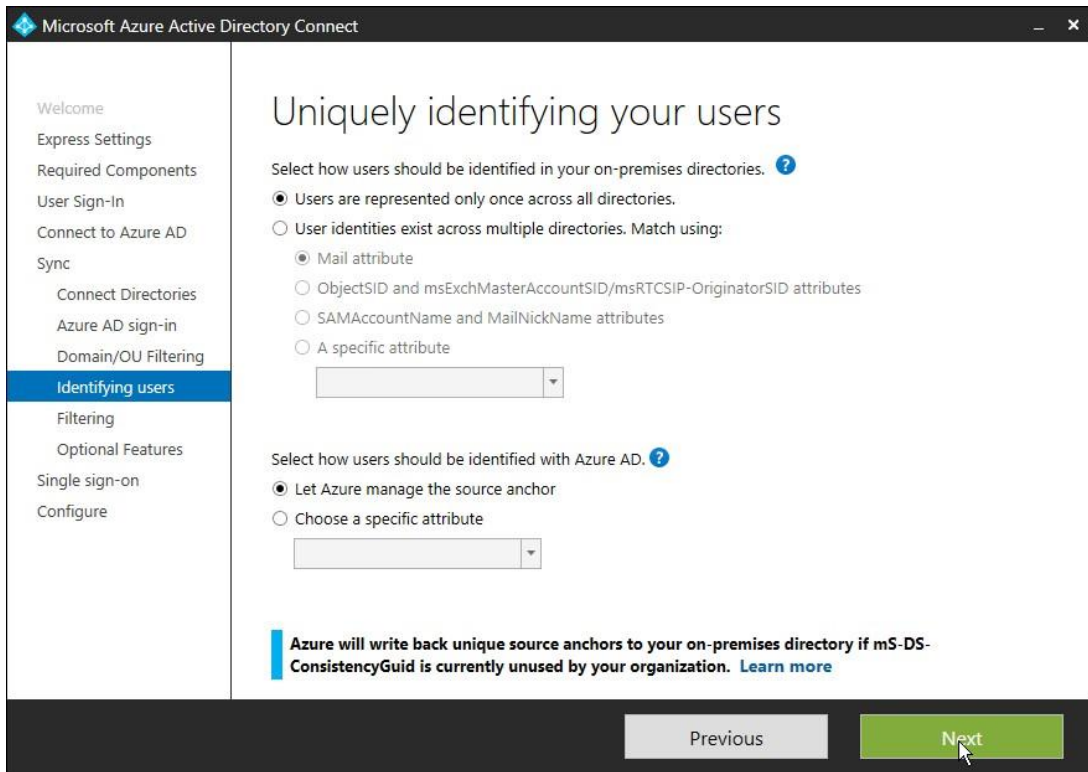 Microsoft Azure Active Directory Connect
Welcome
Express Settings
Required Components
User Sign-In
Connect to Azure AD
Sync
Connect Directories
Azure AD sign-in
Domain/OU Filtering
Identifying users
Filtering
Optional Features
Single sign-on
Configure
Uniquely identifying your users
Select how users should be identified in your on-premises directories. ?
Users are represented only once across all directories.
User identities exist across multiple directories. Match using:
Mail attribute
ObjectSID and msExchMasterAccountSID/msRTCSIP-OriginatorSID attributes
SAMAccountName and MailNickName attributes
A specific attribute
Select how users should be identified with Azure AD. ?
Let Azure manage the source anchor
Choose a specific attribute
Azure will write back unique source anchors to your on-premises directory if mS-DS-
ConsistencyGuid is currently unused by your organization. Learn more
Previous
Next